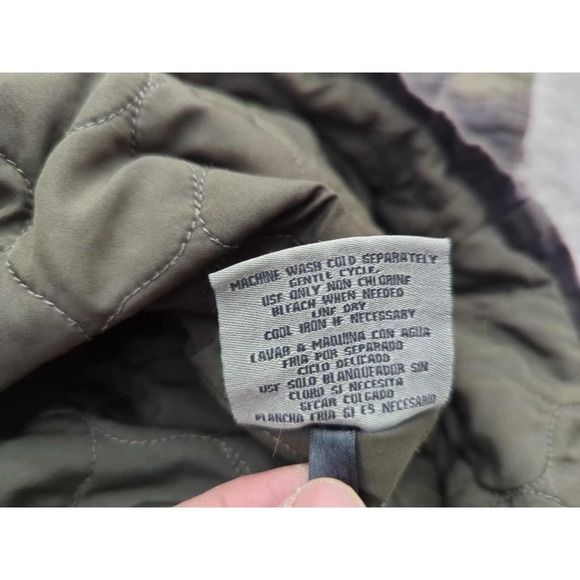 MACHINE WASH COLD SEPARATELY
GENTLE CYCLE,
USE ONLY NON CHLORINE
BLEACH WHEN NEEDED
LINE DRY
COOL IRON IF NECESSARY
LAVAR A MAQUINA CON AGUA
FRIA POR SEPARADO
CICLO DELICADO
USE SOLO BLANQUEADOR SIN
CLORO SI NECESITA
SECAR COLGADO
PLANCHA FRIA SI ES NECESARIO